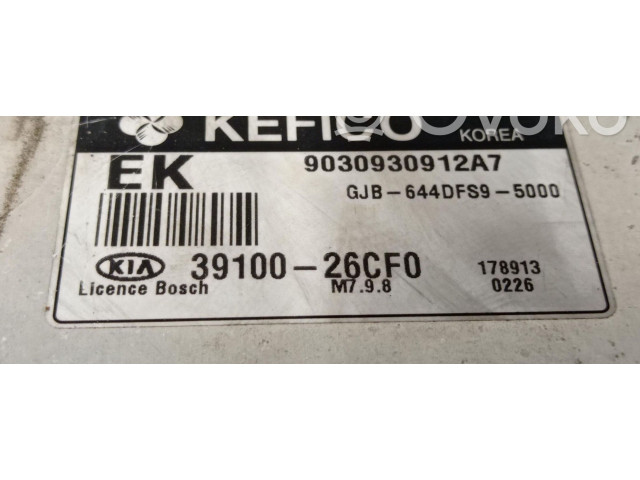 KEFICO
KOREA
EK
9030930912A7
GJB-644DFS9-5000
KIA 39100-26CF0
178913
Licence Bosch
M7.9.8
0226